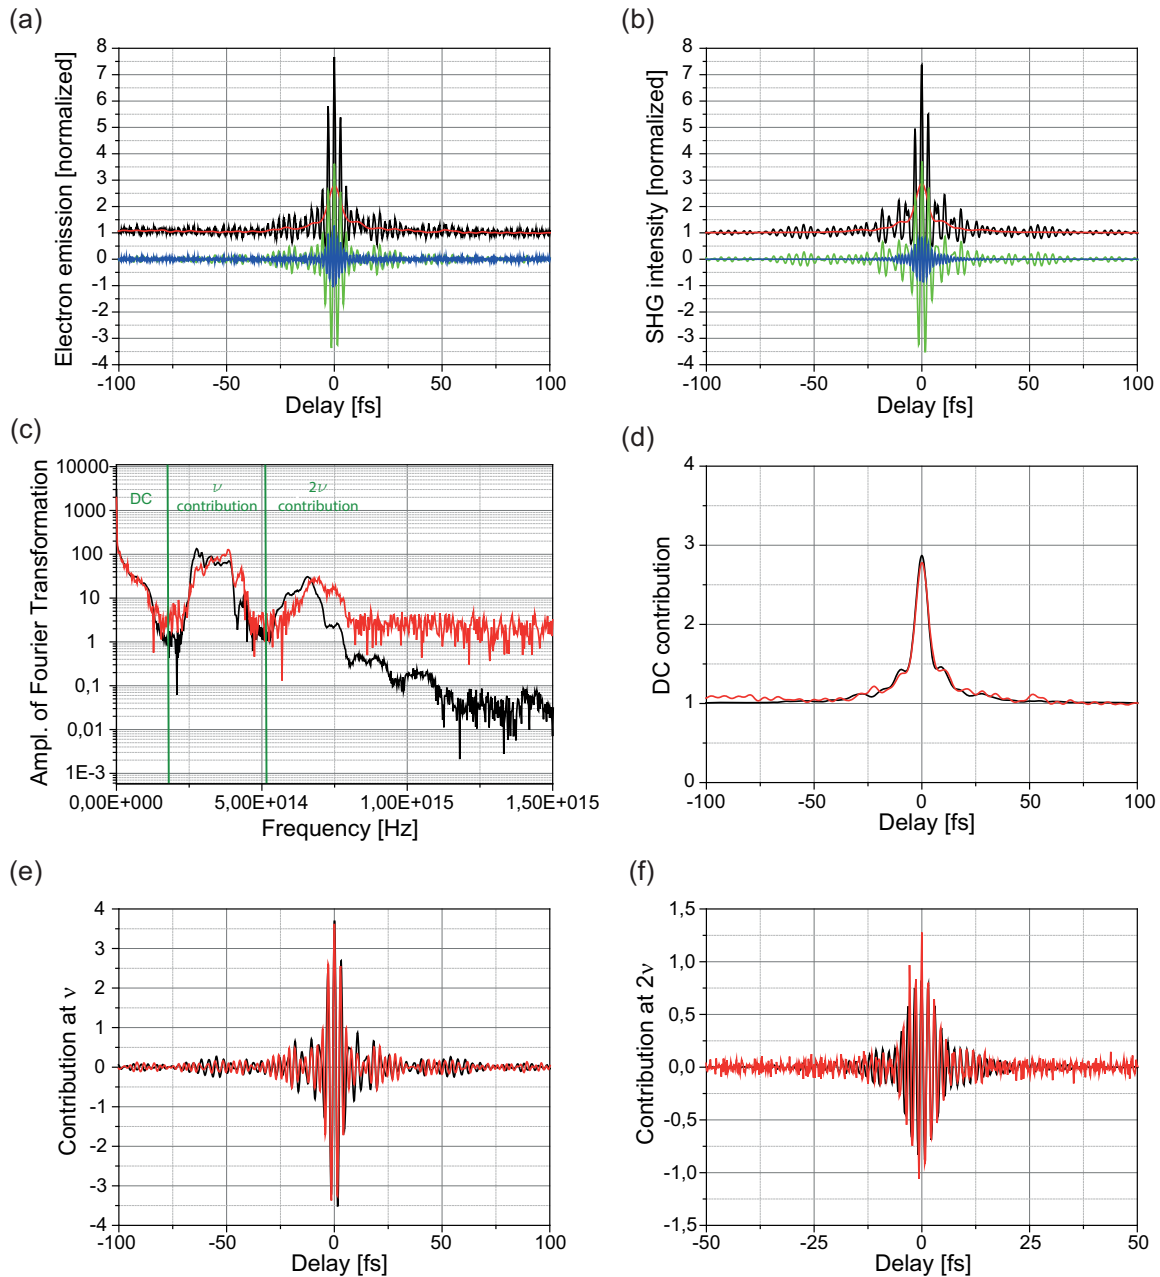 (a)
(b)
8
7
6
5
4
3
2
1
0
-1
-2
-3
-4
Electron emission [normalized]
-100
-50
0
50
100
Delay [fs]
8
7
6
5
4
3
2
1
0
-1
-2
-3
-4
SHG intensity [normalized]
-100
-50
0
50
100
Delay [fs]
(c)
(d)
10000
1000
100
10
1
0,1
0,01
1E-3
Ampl. of Fourier Transformation
DC
ν
contribution
2ν
contribution
0,00E+000
5,00E+014
1,00E+015
1,50E+015
Frequency [Hz]
4
3
2
1
0
DC contribution
-100
-50
0
50
100
Delay [fs]
(e)
(f)
4
3
2
1
0
-1
-2
-3
-4
Contribution at ν
-100
-50
0
50
100
Delay [fs]
1,5
1,0
0,5
0,0
-0,5
-1,0
-1,5
Contribution at 2ν
-50
-25
0
25
50
Delay [fs]